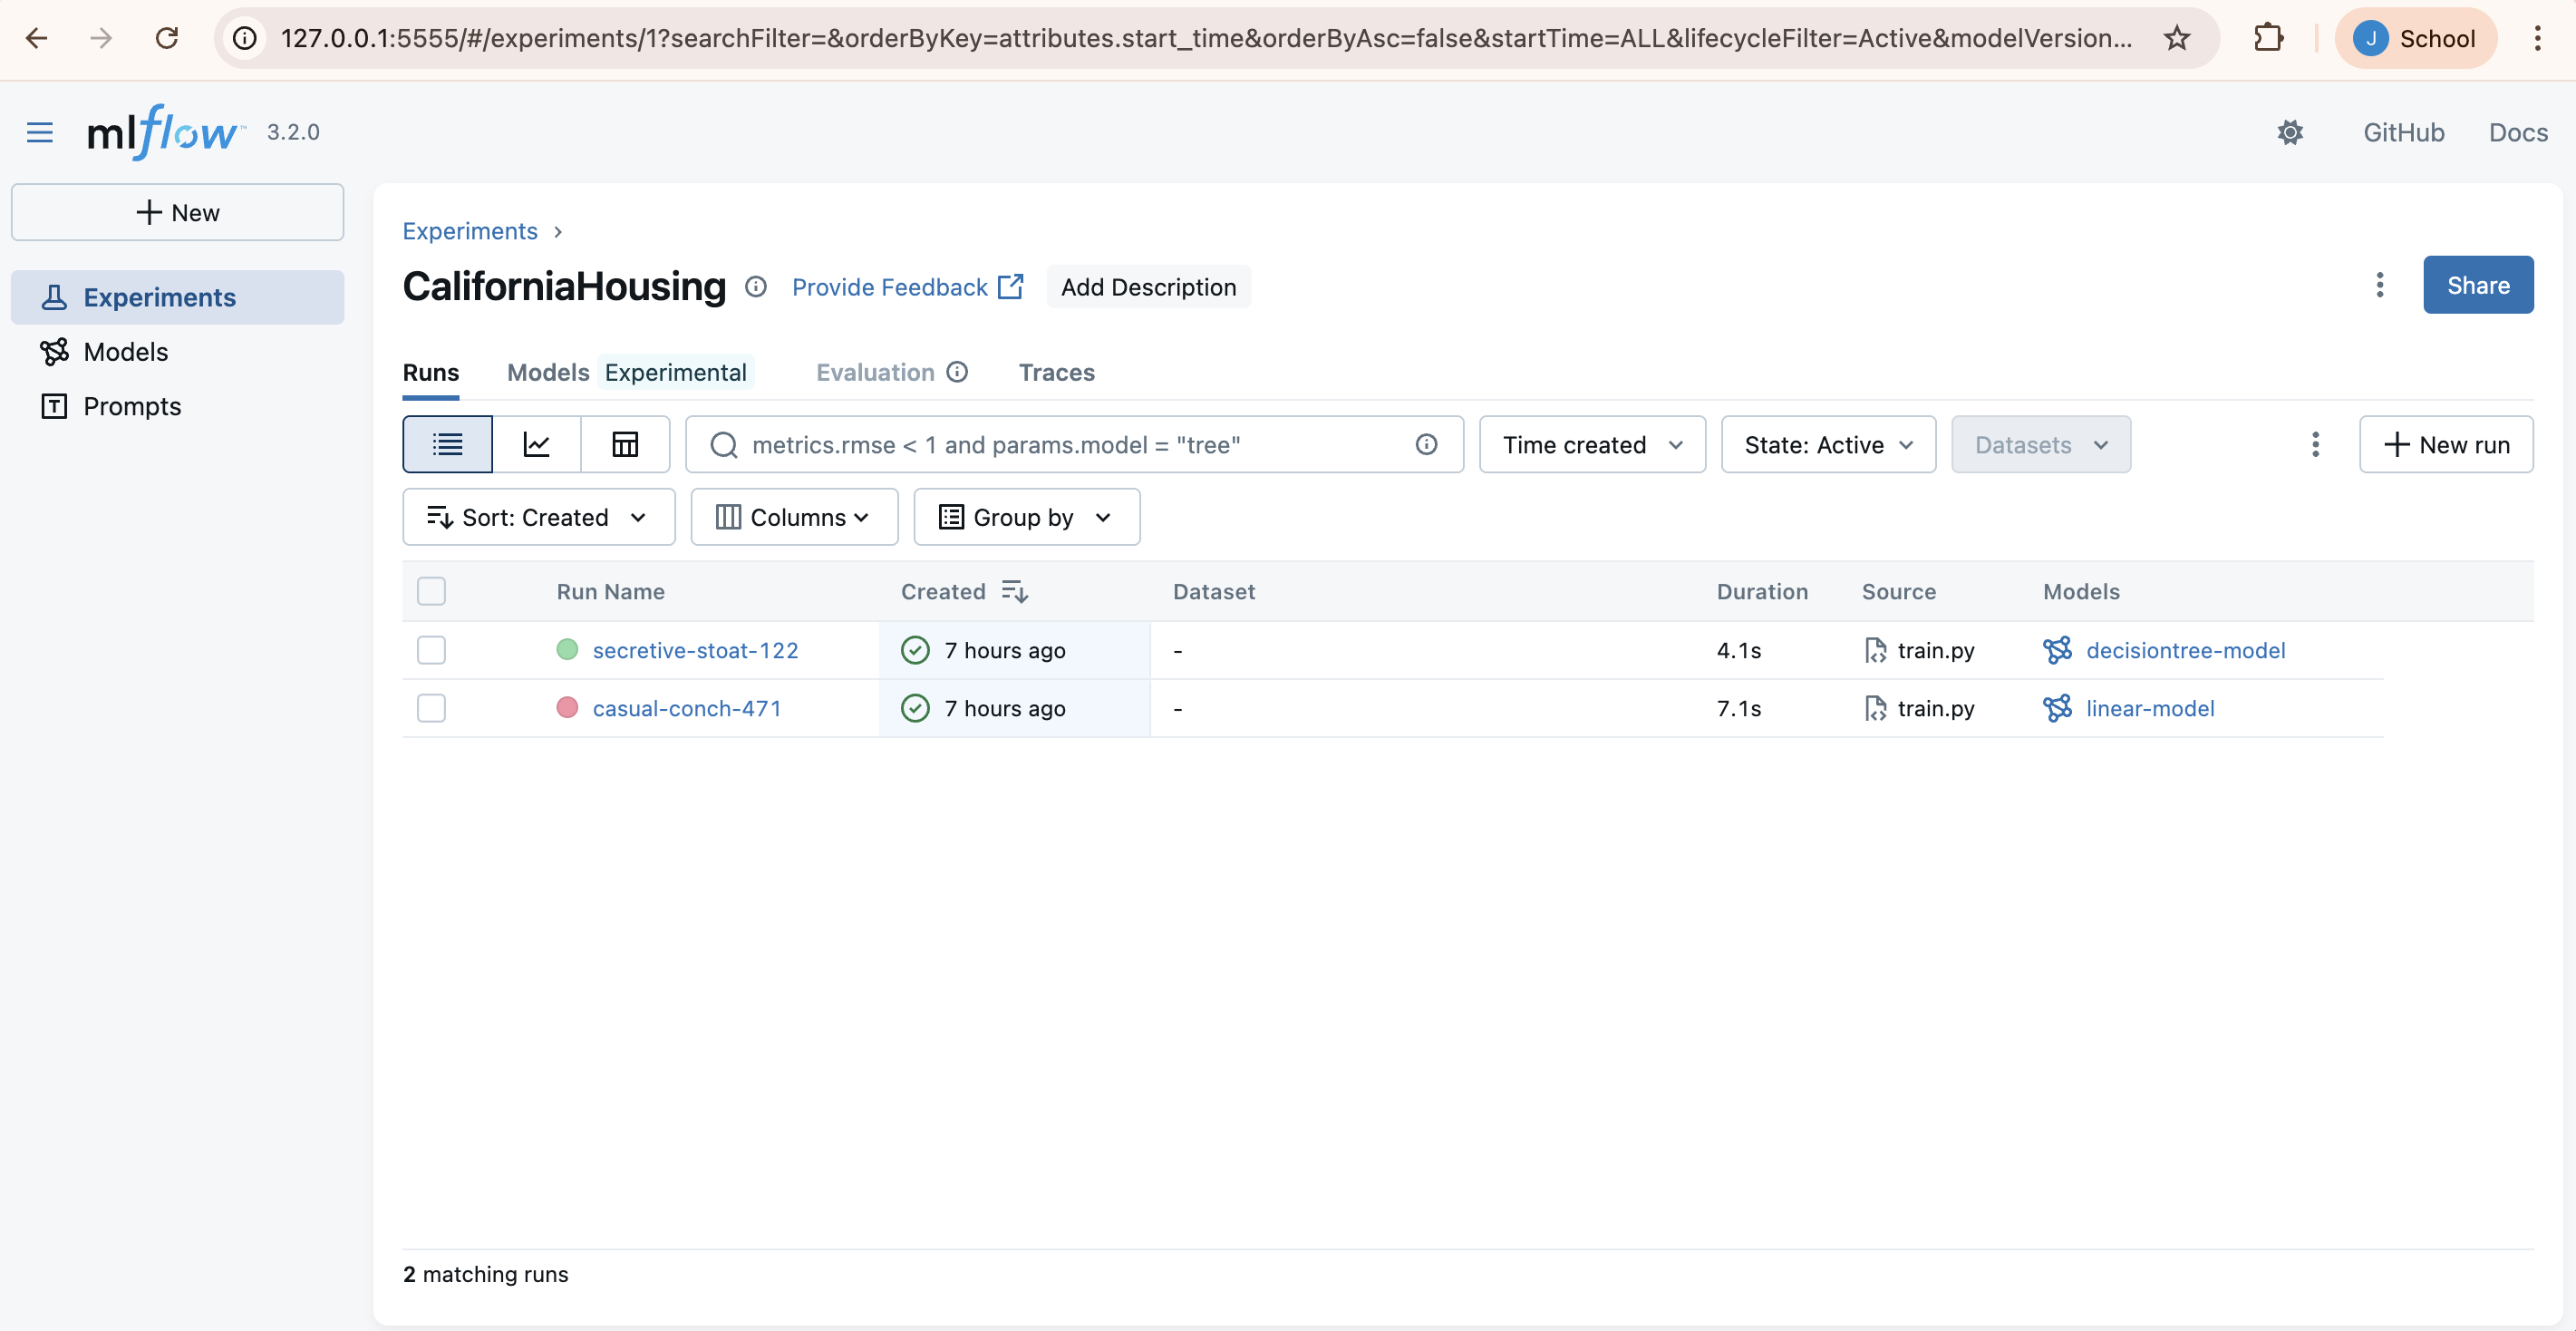 127.0.0.1:5555/#/experiments/1?searchFilter=&orderByKey=attributes.start_time&orderByAsc=false&startTime=ALL&lifecycleFilter=Active&modelVersion... J School
mlflow™ 3.2.0 GitHub Docs
+ New
Experiments
Models
Prompts
Experiments >
CaliforniaHousing Provide Feedback Add Description Share
Runs Models Experimental Evaluation Traces
metrics.rmse < 1 and params.model = "tree" Time created State: Active Datasets + New run
Sort: Created Columns Group by
Run Name Created Dataset Duration Source Models
secretive-stoat-122 7 hours ago - 4.1s train.py decisiontree-model
casual-conch-471 7 hours ago - 7.1s train.py linear-model
2 matching runs